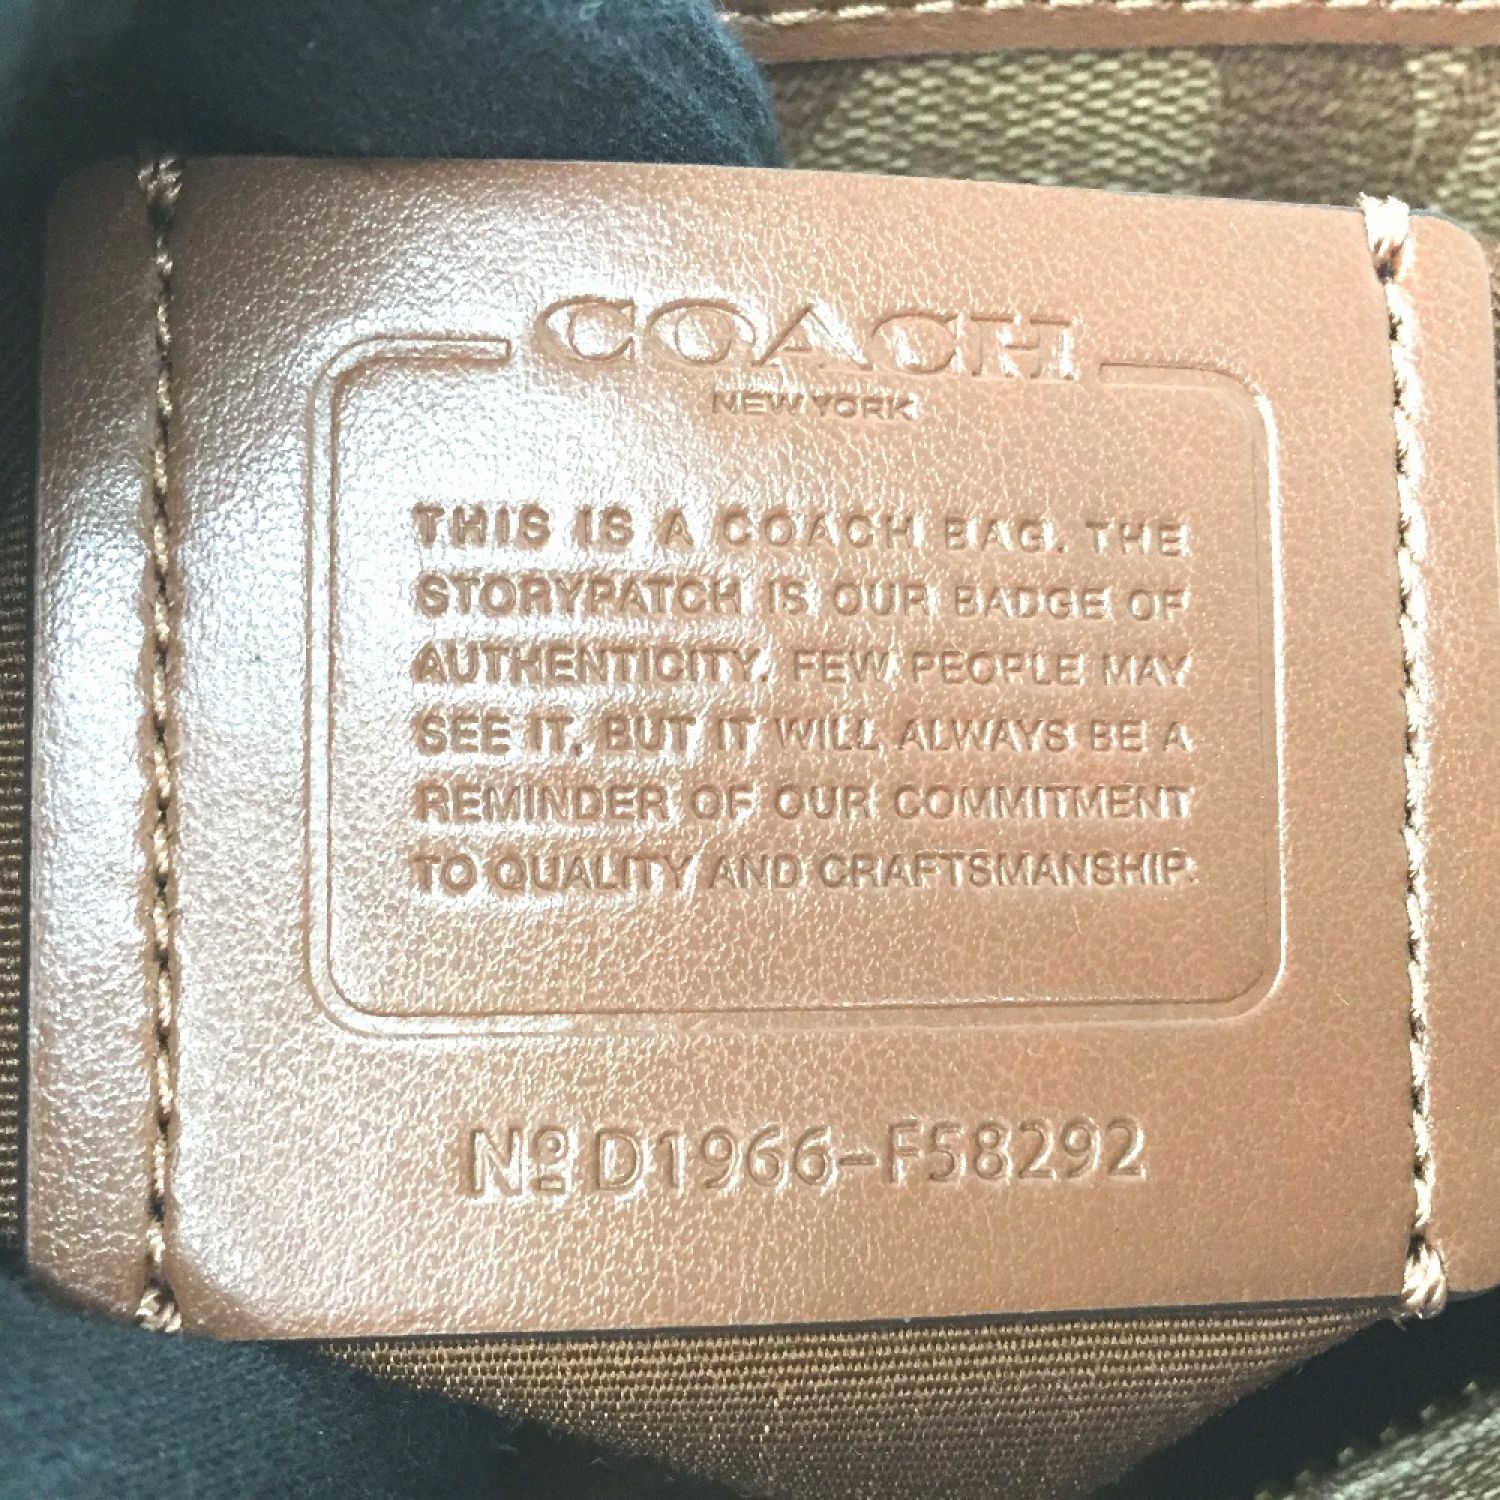 COACH
NEW YORK
THIS IS A COACH BAG. THE
STORYPATCH IS OUR BADGE OF
AUTHENTICITY. FEW PEOPLE MAY
SEE IT, BUT IT WILL ALWAYS BE A
REMINDER OF OUR COMMITMENT
TO QUALITY AND CRAFTSMANSHIP.
Nº D1966-F58292